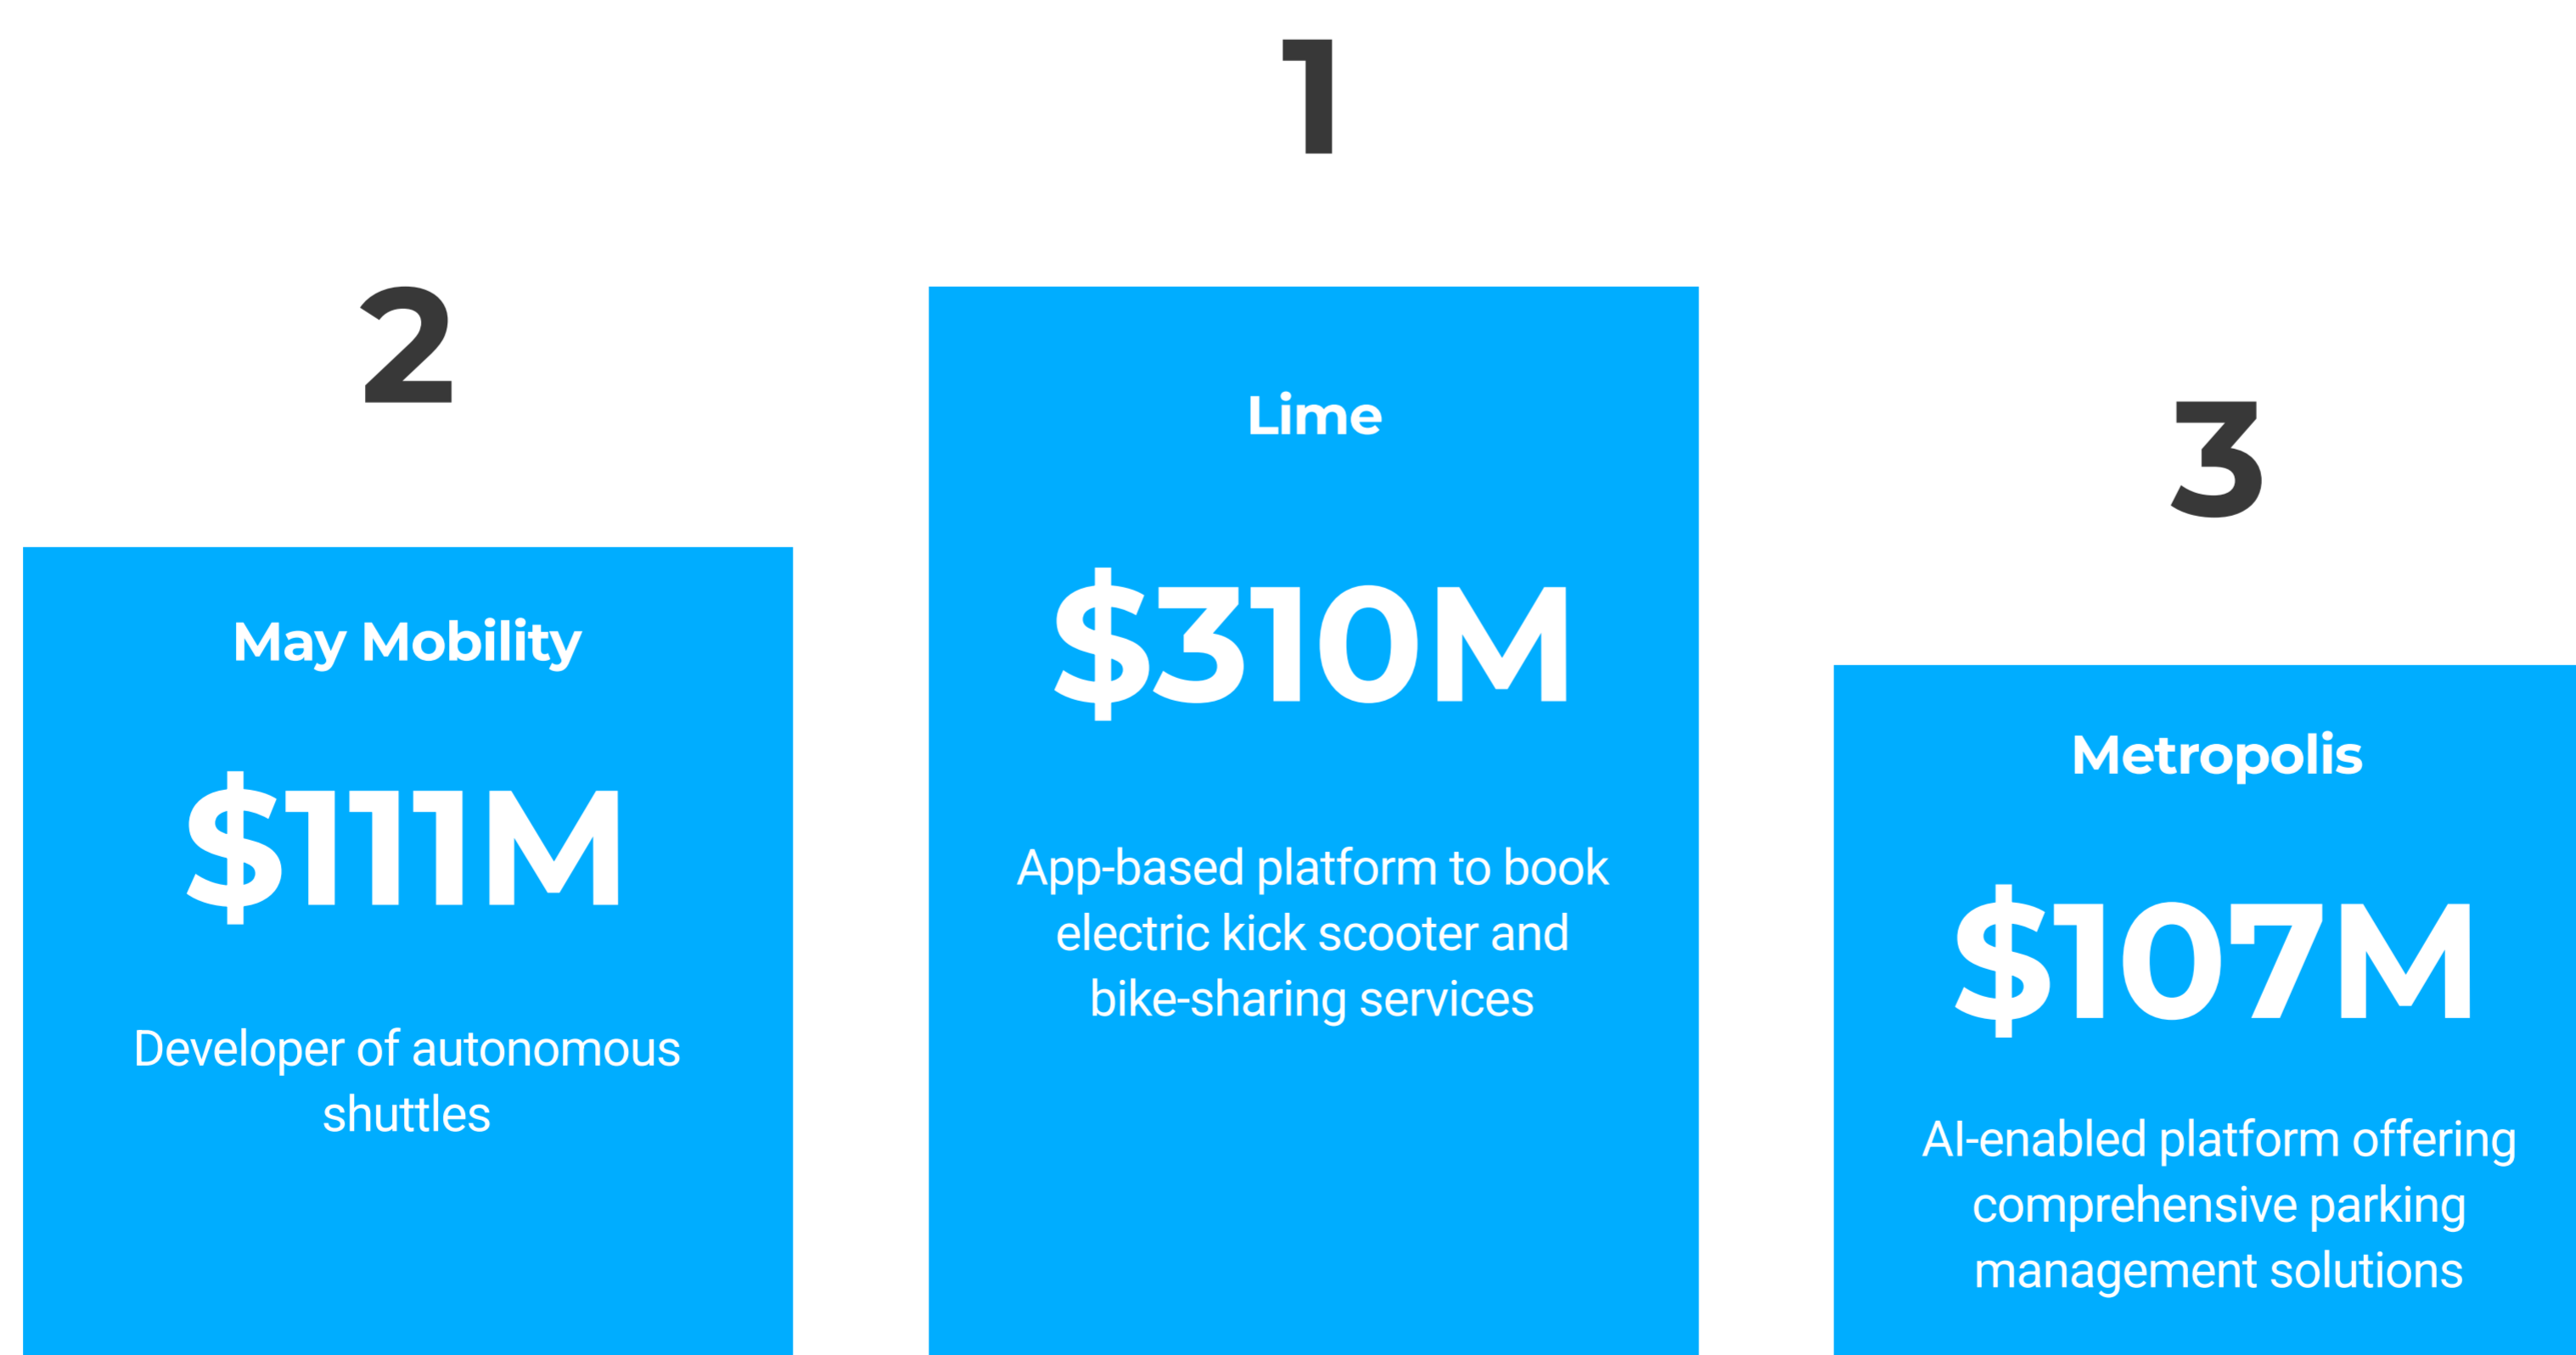 2
May Mobility
$111M
Developer of autonomous
shuttles
1
Lime
$310M
App-based platform to book
electric kick scooter and
bike-sharing services
3
Metropolis
$107M
AI-enabled platform offering
comprehensive parking
management solutions